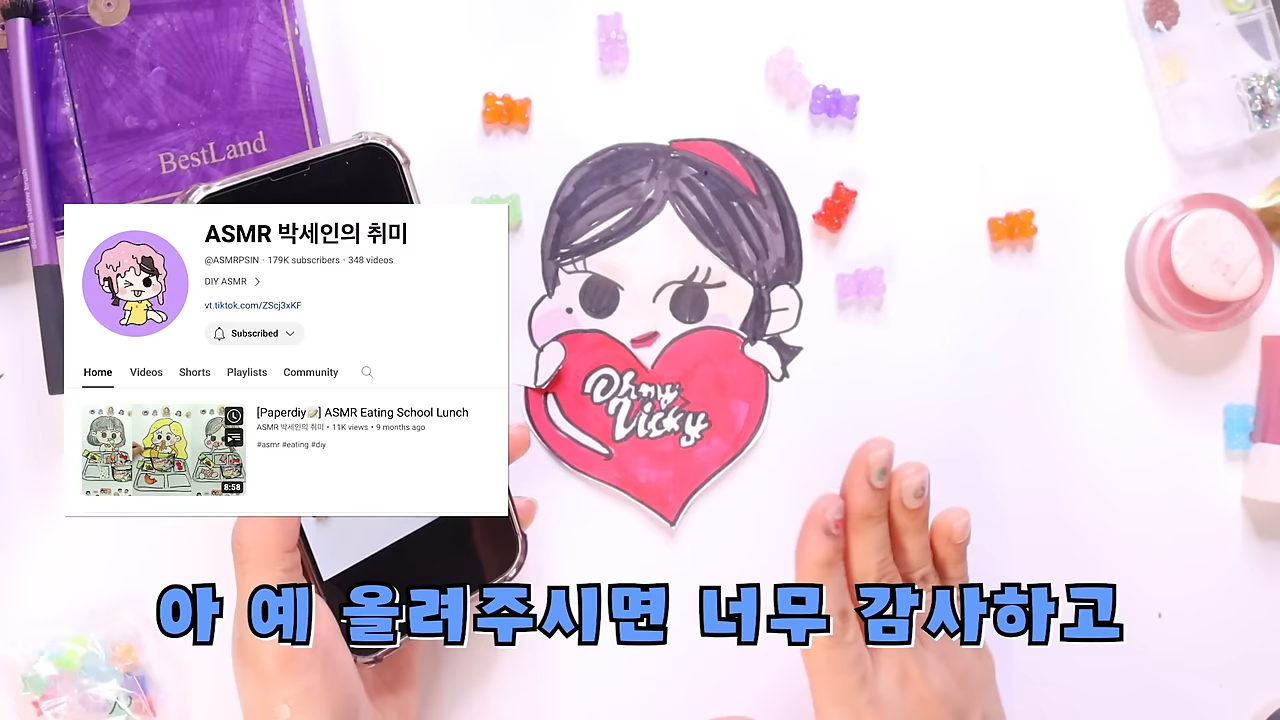 BestLand
ASMR 박세인의 취미
@ASMRPSIN · 179K subscribers · 348 videos
DIY ASMR
vt.tiktok.com/ZScj3xKF
Subscribed
Home Videos Shorts Playlists Community
[Paperdiy📝] ASMR Eating School Lunch
ASMR 박세인의 취미 • 11K views • 9 months ago
#asmr #eating #diy
8:58
Oh my
Vicky
아 예 올려주시면 너무 감사하고